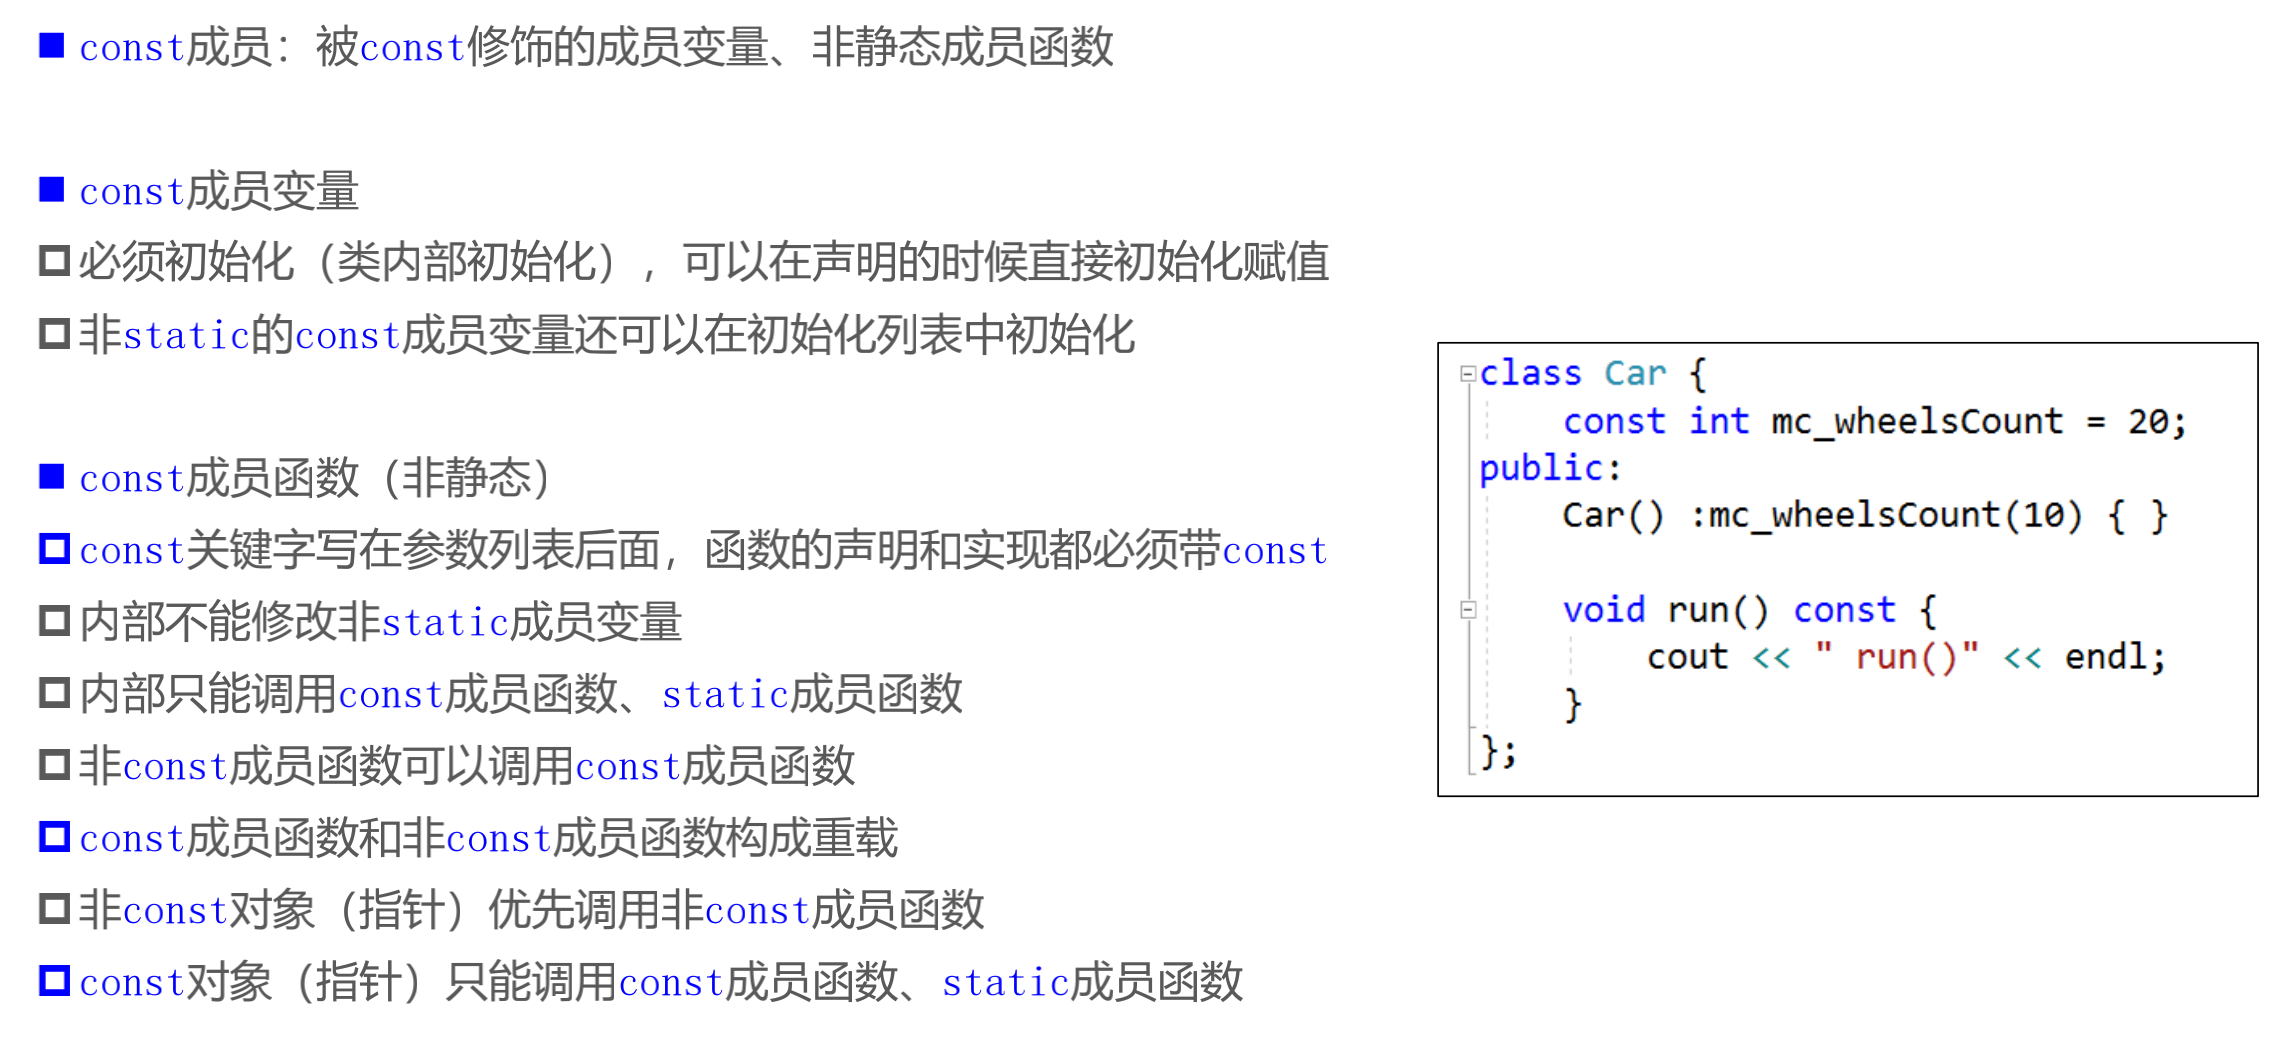 const成员：被const修饰的成员变量、非静态成员函数
const成员变量
必须初始化（类内部初始化），可以在声明的时候直接初始化赋值
非static的const成员变量还可以在初始化列表中初始化
const成员函数（非静态）
const关键字写在参数列表后面，函数的声明和实现都必须带const
内部不能修改非static成员变量
内部只能调用const成员函数、static成员函数
非const成员函数可以调用const成员函数
const成员函数和非const成员函数构成重载
非const对象（指针）优先调用非const成员函数
const对象（指针）只能调用const成员函数、static成员函数
class Car {
    const int mc_wheelsCount = 20;
public:
    Car() :mc_wheelsCount(10) { }
    void run() const {
        cout << " run()" << endl;
    }
};